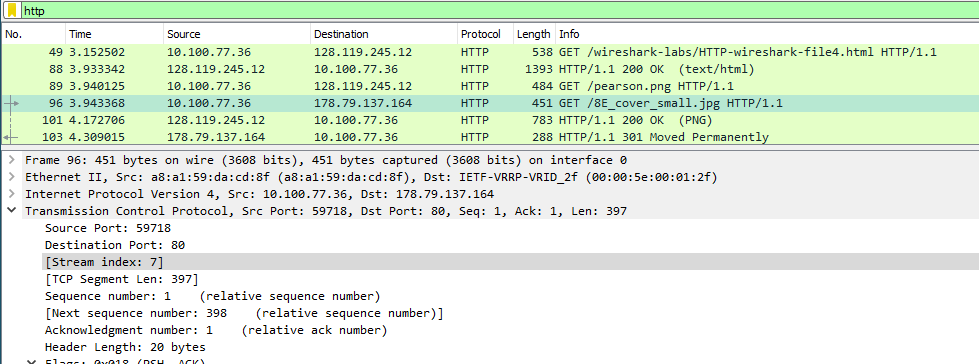 http
No. Time Source Destination Protocol Length Info
49 3.152502 10.100.77.36 128.119.245.12 HTTP 538 GET /wireshark-labs/HTTP-wireshark-file4.html HTTP/1.1
88 3.933342 128.119.245.12 10.100.77.36 HTTP 1393 HTTP/1.1 200 OK (text/html)
89 3.940125 10.100.77.36 128.119.245.12 HTTP 484 GET /pearson.png HTTP/1.1
96 3.943368 10.100.77.36 178.79.137.164 HTTP 451 GET /8E_cover_small.jpg HTTP/1.1
101 4.172706 128.119.245.12 10.100.77.36 HTTP 783 HTTP/1.1 200 OK (PNG)
103 4.309015 178.79.137.164 10.100.77.36 HTTP 288 HTTP/1.1 301 Moved Permanently
Frame 96: 451 bytes on wire (3608 bits), 451 bytes captured (3608 bits) on interface 0
Ethernet II, Src: a8:a1:59:da:cd:8f (a8:a1:59:da:cd:8f), Dst: IETF-VRRP-VRID_2f (00:00:5e:00:01:2f)
Internet Protocol Version 4, Src: 10.100.77.36, Dst: 178.79.137.164
Transmission Control Protocol, Src Port: 59718, Dst Port: 80, Seq: 1, Ack: 1, Len: 397
Source Port: 59718
Destination Port: 80
[Stream index: 7]
[TCP Segment Len: 397]
Sequence number: 1 (relative sequence number)
[Next sequence number: 398 (relative sequence number)]
Acknowledgment number: 1 (relative ack number)
Header Length: 20 bytes
Flags: 0x018 (PSH, ACK)